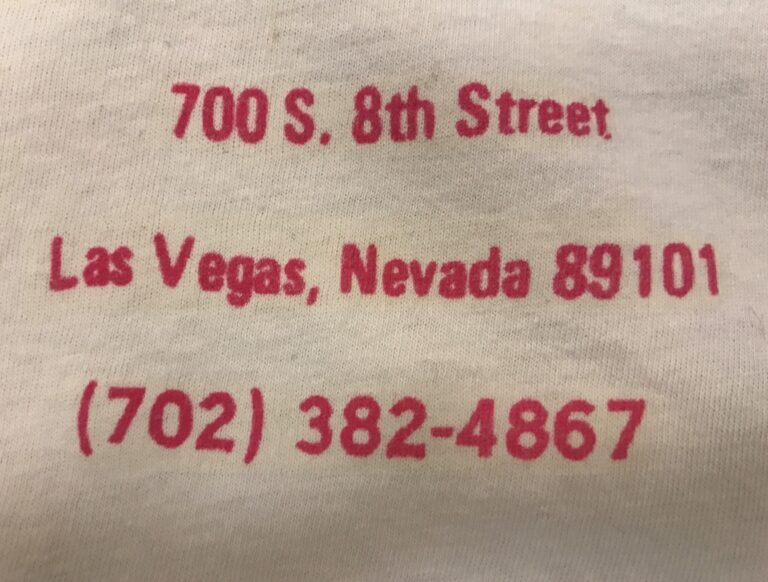 700 S. 8th Street
Las Vegas, Nevada 89101
(702) 382-4867